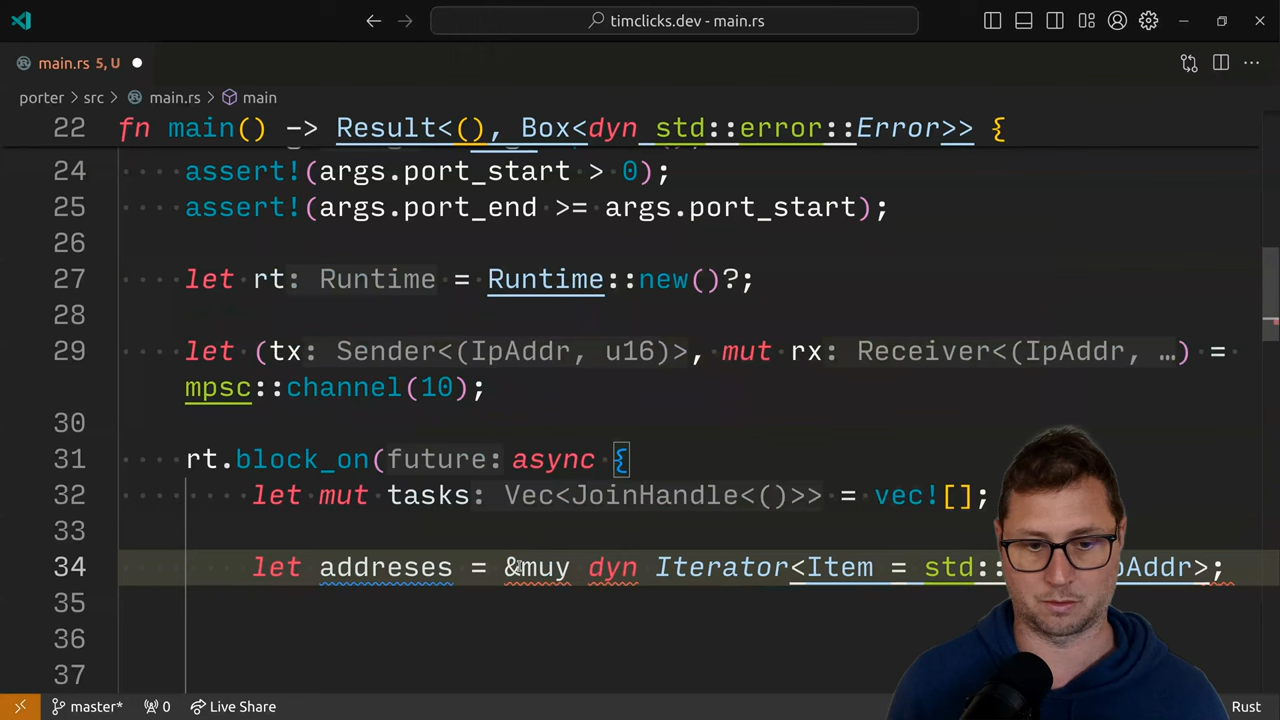 timclicks.dev - main.rs
main.rs 5, U
porter > src > main.rs > main
22 fn main() -> Result<(), Box<dyn std::error::Error>> {
24 assert!(args.port_start > 0);
25 assert!(args.port_end >= args.port_start);
26
27 let rt: Runtime = Runtime::new()?;
28
29 let (tx: Sender<(IpAddr, u16)>, mut rx: Receiver<(IpAddr, …) =
mpsc::channel(10);
30
31 rt.block_on(future: async {
32 let mut tasks: Vec<JoinHandle<()>> = vec![];
33
34 let addreses = &muy dyn Iterator<Item = std:: pAddr>;
35
36
37
master* 0 Live Share Rust